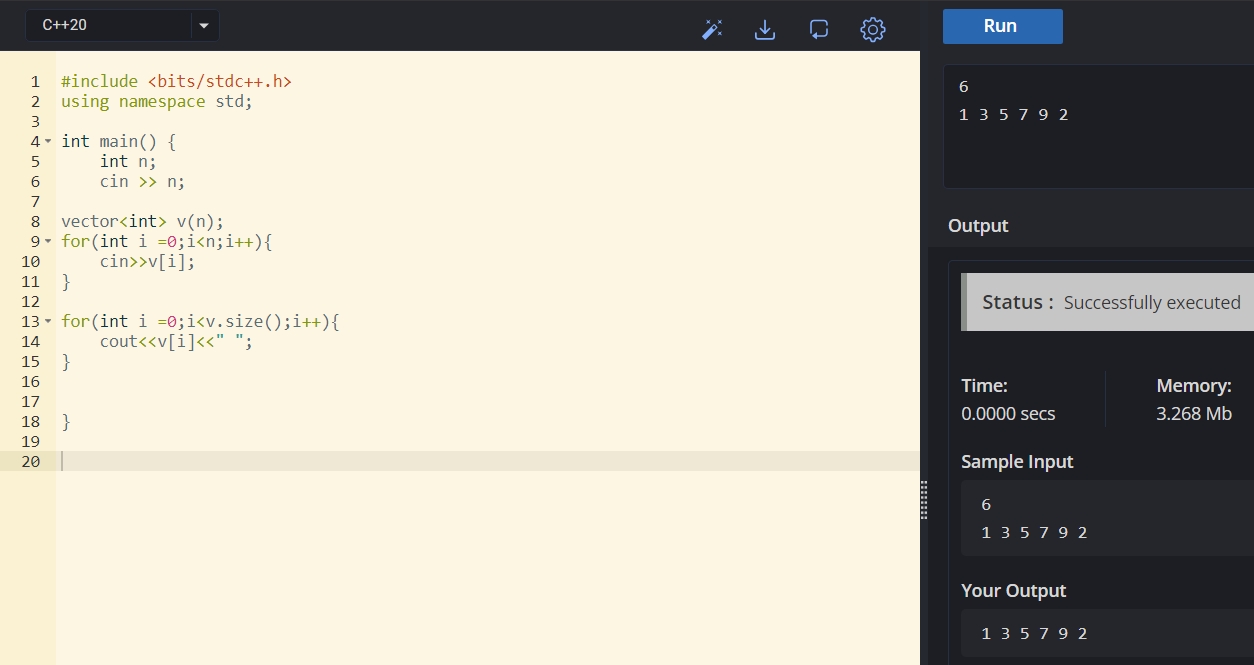 C++20
1 #include <bits/stdc++.h>
2 using namespace std;
3
4 int main() {
5     int n;
6     cin >> n;
7
8 vector<int> v(n);
9 for(int i =0;i<n;i++){
10     cin>>v[i];
11 }
12
13 for(int i =0;i<v.size();i++){
14     cout<<v[i]<<" ";
15 }
16
17
18 }
19
20
Run
6
1 3 5 7 9 2
Output
Status : Successfully executed
Time: Memory:
0.0000 secs 3.268 Mb
Sample Input
6
1 3 5 7 9 2
Your Output
1 3 5 7 9 2